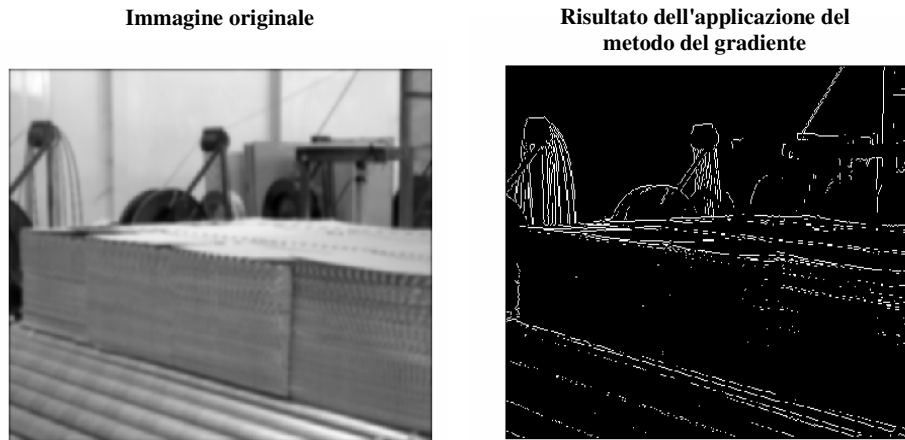 Immagine originale
Risultato dell'applicazione del
metodo del gradiente